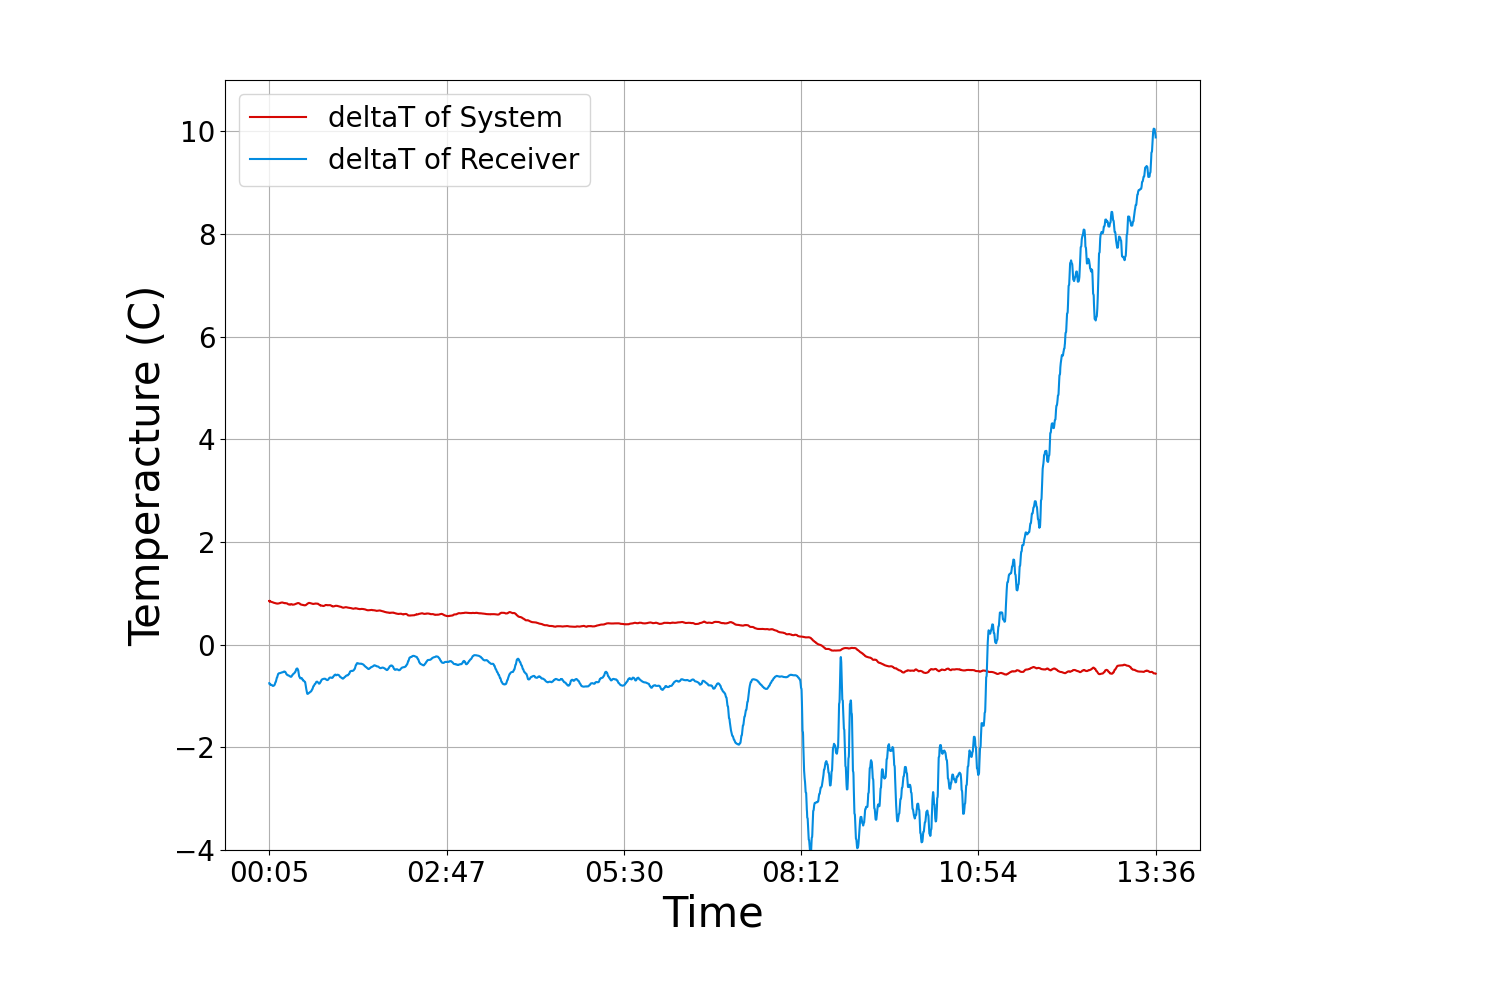 deltaT of System
deltaT of Receiver
10
8
6
4
2
0
−2
−4
Temperacture (C)
00:05 02:47 05:30 08:12 10:54 13:36
Time